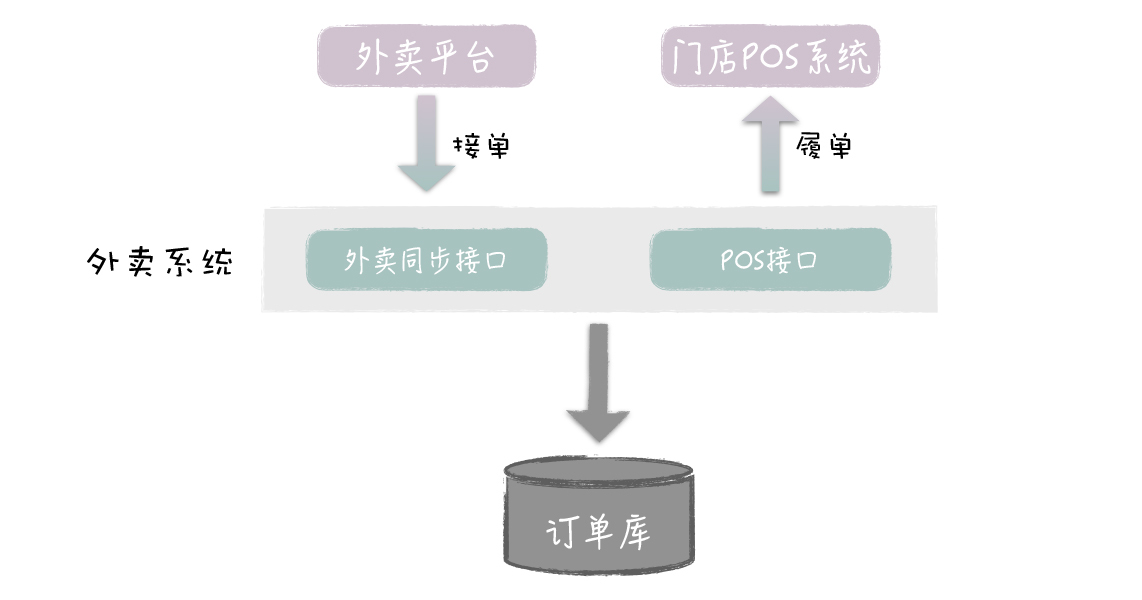 外卖平台
门店POS系统
接单
履单
外卖系统
外卖同步接口
POS接口
订单库